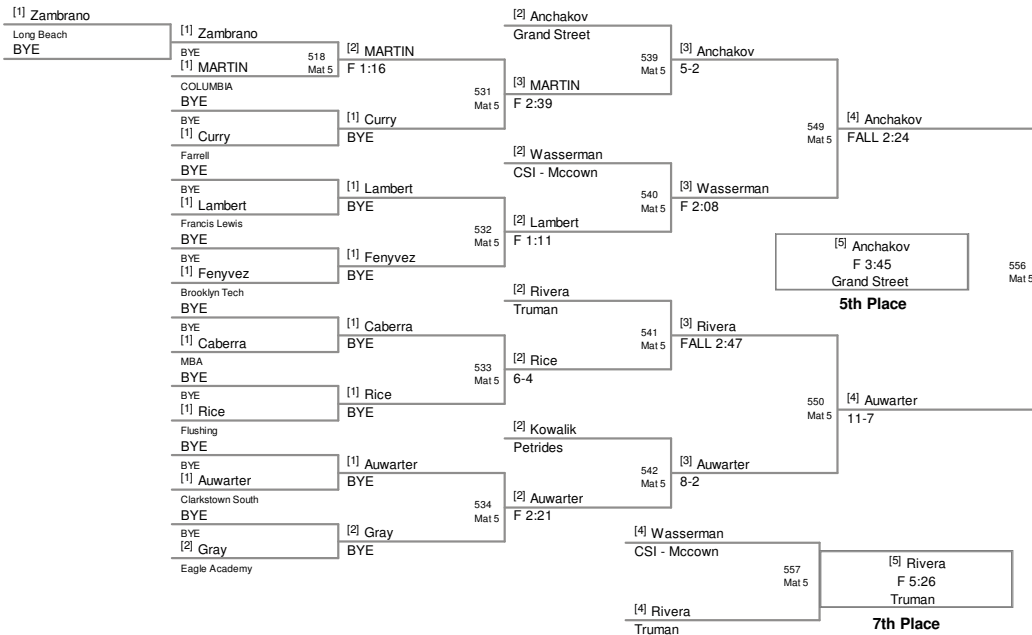 [1] Zambrano
Long Beach
BYE
[1] Zambrano
BYE
[1] MARTIN
COLUMBIA
BYE
BYE
[1] Curry
Farrell
BYE
BYE
[1] Lambert
Francis Lewis
BYE
BYE
[1] Fenyvez
Brooklyn Tech
BYE
BYE
[1] Caberra
MBA
BYE
BYE
[1] Rice
Flushing
BYE
BYE
[1] Auwarter
Clarkstown South
BYE
BYE
[2] Gray
Eagle Academy
518
Mat 5
[2] MARTIN
F 1:16
[1] Curry
BYE
[1] Lambert
BYE
[1] Fenyvez
BYE
[1] Caberra
BYE
[1] Rice
BYE
[1] Auwarter
BYE
[2] Gray
BYE
531
Mat 5
532
Mat 5
533
Mat 5
534
Mat 5
[2] Anchakov
Grand Street
[3] MARTIN
F 2:39
[2] Wasserman
CSI - Mccown
[2] Lambert
F 1:11
[2] Rivera
Truman
[2] Rice
6-4
[2] Kowalik
Petrides
[2] Auwarter
F 2:21
539
Mat 5
540
Mat 5
541
Mat 5
542
Mat 5
[3] Anchakov
5-2
[3] Wasserman
F 2:08
[3] Rivera
FALL 2:47
[3] Auwarter
8-2
549
Mat 5
550
Mat 5
[4] Anchakov
FALL 2:24
[4] Auwarter
11-7
556
Mat 5
[5] Anchakov
F 3:45
Grand Street
5th Place
[4] Wasserman
CSI - Mccown
557
Mat 5
[4] Rivera
Truman
[5] Rivera
F 5:26
Truman
7th Place